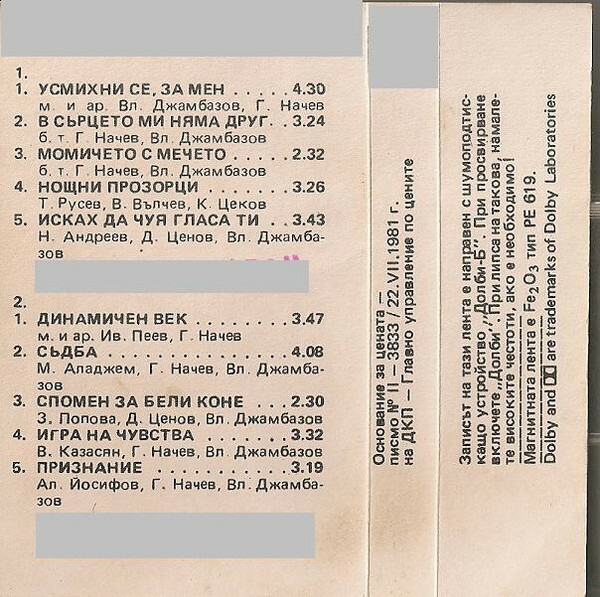 1.
1. УСМИХНИ СЕ, ЗА МЕН . . . . . 4.30
м. и ар. Вл. Джамбазов, Г. Начев
2. В СЪРЦЕТО МИ НЯМА ДРУГ. . . 3.24
б. т. Г. Начев, Вл. Джамбазов
3. МОМИЧЕТО С МЕЧЕТО . . . . . . 2.32
б. т. Г. Начев, Вл. Джамбазов
4. НОЩНИ ПРОЗОРЦИ . . . . . . . 3.26
Т. Русев, В. Вълчев, К. Цеков
5. ИСКАХ ДА ЧУЯ ГЛАСА ТИ . . . 3.43
Н. Андреев, Д. Ценов, Вл. Джамба-
зов
2.
1. ДИНАМИЧЕН ВЕК . . . . . . . . 3.47
м. и ар. Ив. Пеев, Г. Начев
2. СЪДБА . . . . . . . . . . . . . 4.08
М. Аладжем, Г. Начев, Вл. Джамба-
зов
3. СПОМЕН ЗА БЕЛИ КОНЕ . . . 2.30
З. Попова, Д. Ценов, Вл. Джамбазов
4. ИГРА НА ЧУВСТВА . . . . . . . 3.32
В. Казасян, Г. Начев, Вл. Джамбазов
5. ПРИЗНАНИЕ . . . . . . . . . . 3.19
Ал. Йосифов, Г. Начев, Вл. Джамба-
зов
Основание за цената –
писмо № II – 3833 / 22.VII.1981 г.
на ДКП – Главно управление по цените
Записът на тази лента е направен с шумоподтис-
кащо устройство „Долби-Б". При просвирване
включете „Долби". При липса на такова, намале-
те високите честоти, ако е необходимо!
Магнитната лента е Fe2O3 тип PE 619.
Dolby and are trademarks of Dolby Laboratories